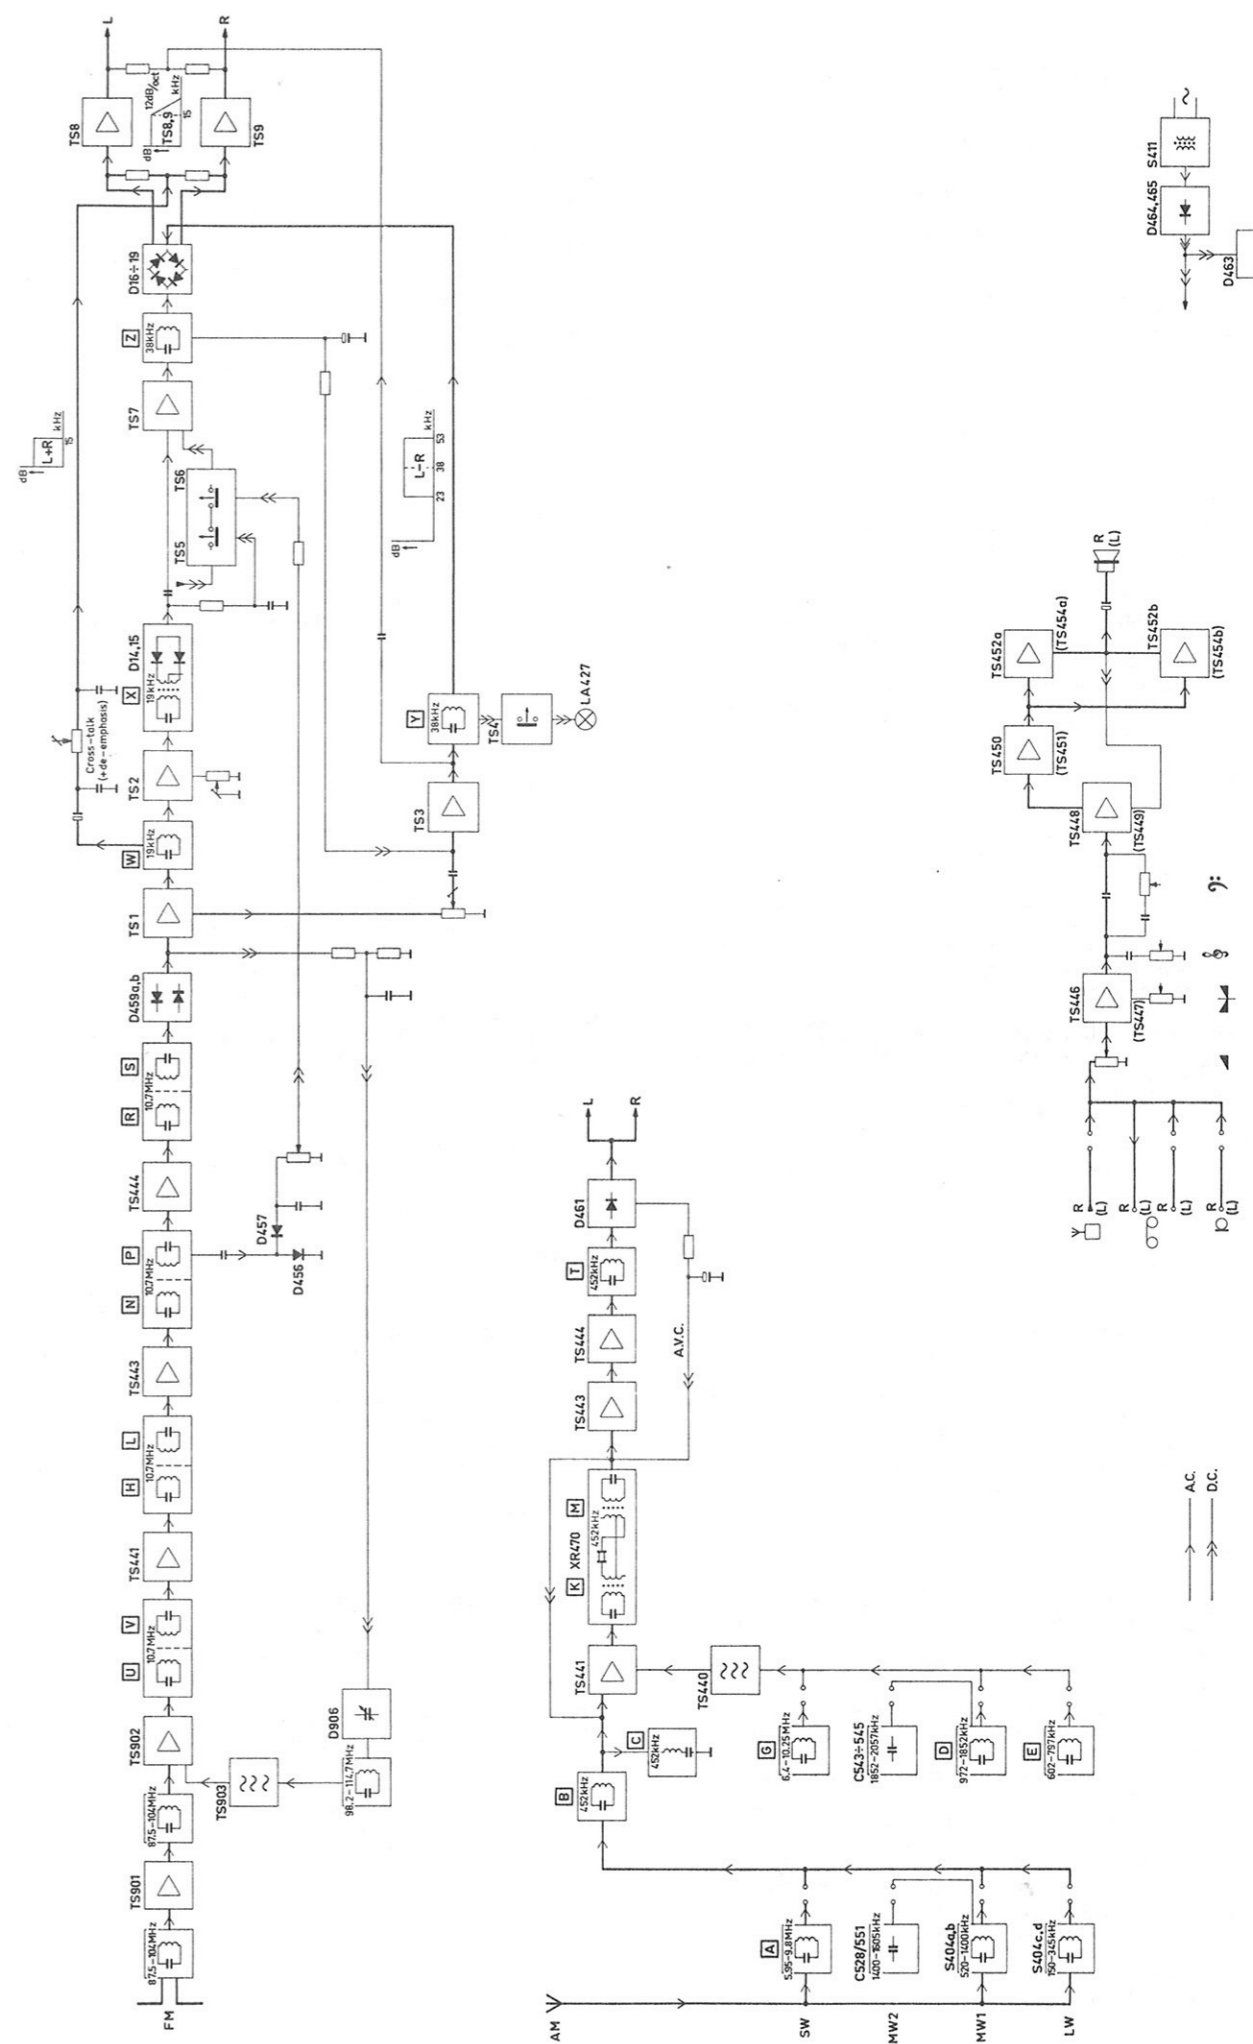 FM
87,5-104MHz
TS901
87,5-104MHz
TS902
TS903
98,2-114,7MHz
D906
U
V
10,7MHz
TS441
H
L
10,7MHz
TS443
N
P
10,7MHz
D456
D457
TS444
R
S
10,7MHz
D459a,b
TS1
W
19kHz
TS2
Cross-talk
(+de-emphasis)
X
D14,15
19kHz
TS5
TS6
TS7
Z
38kHz
D16÷19
dB
L+R
15
kHz
TS3
Y
38kHz
TS4
LA427
dB
L-R
23
38
53
kHz
TS8
TS9
dB
12dB/oct
TS8,9
15
kHz
L
R
AM
SW
MW2
MW1
LW
A
5,95-9,8MHz
C528/551
1400-1605kHz
S404a,b
520-1400kHz
S404c,d
150-345kHz
B
452kHz
C
452kHz
G
6,4-10,25MHz
C543÷545
1852-2057kHz
D
972-1852kHz
E
602-797kHz
TS440
TS441
K
XR470
M
452kHz
TS443
TS444
T
452kHz
D461
A.V.C.
L
R
A.C.
D.C.
R
(L)
R
(L)
R
(L)
R
(L)
TS446
(TS447)
TS448
(TS449)
TS450
(TS451)
TS452a
(TS454a)
TS452b
(TS454b)
R
(L)
S411
D464,465
D463